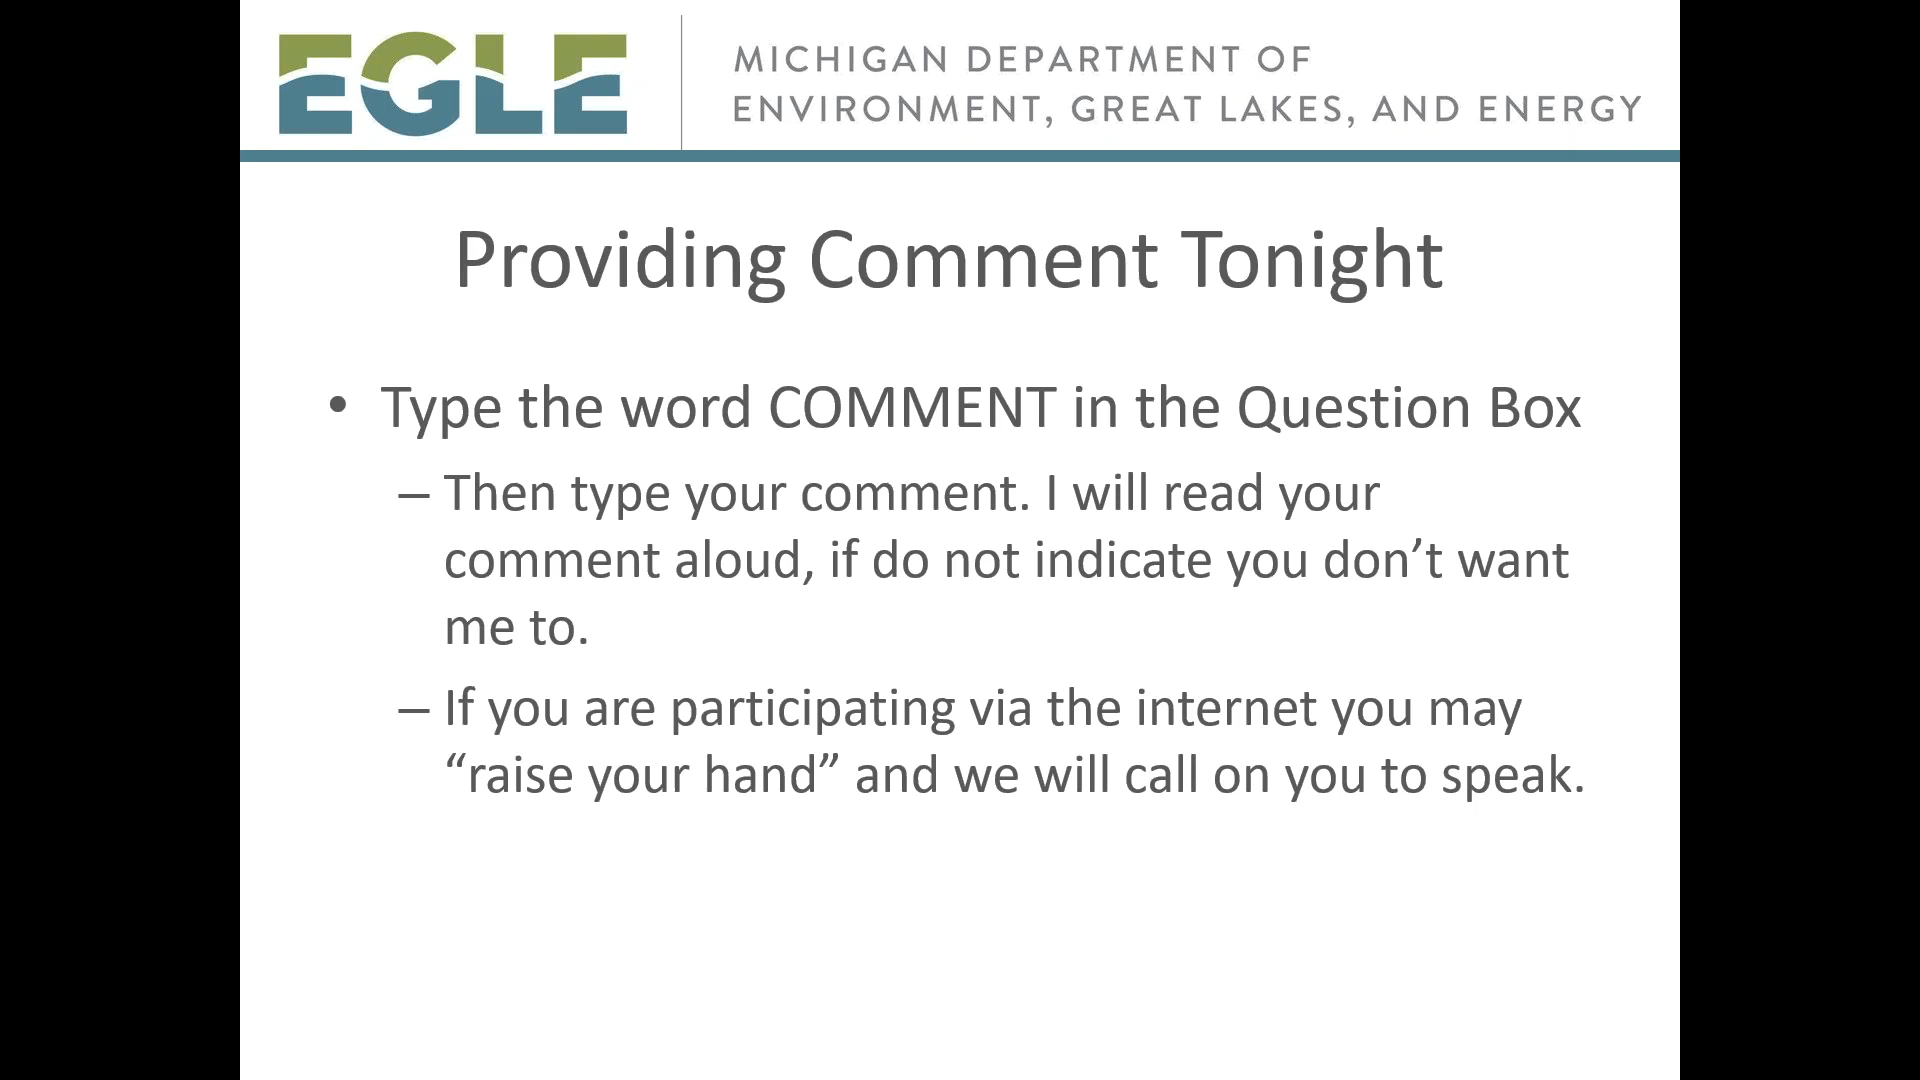 EGLE
MICHIGAN DEPARTMENT OF
ENVIRONMENT, GREAT LAKES, AND ENERGY
Providing Comment Tonight
• Type the word COMMENT in the Question Box
– Then type your comment. I will read your
comment aloud, if do not indicate you don’t want
me to.
– If you are participating via the internet you may
“raise your hand” and we will call on you to speak.